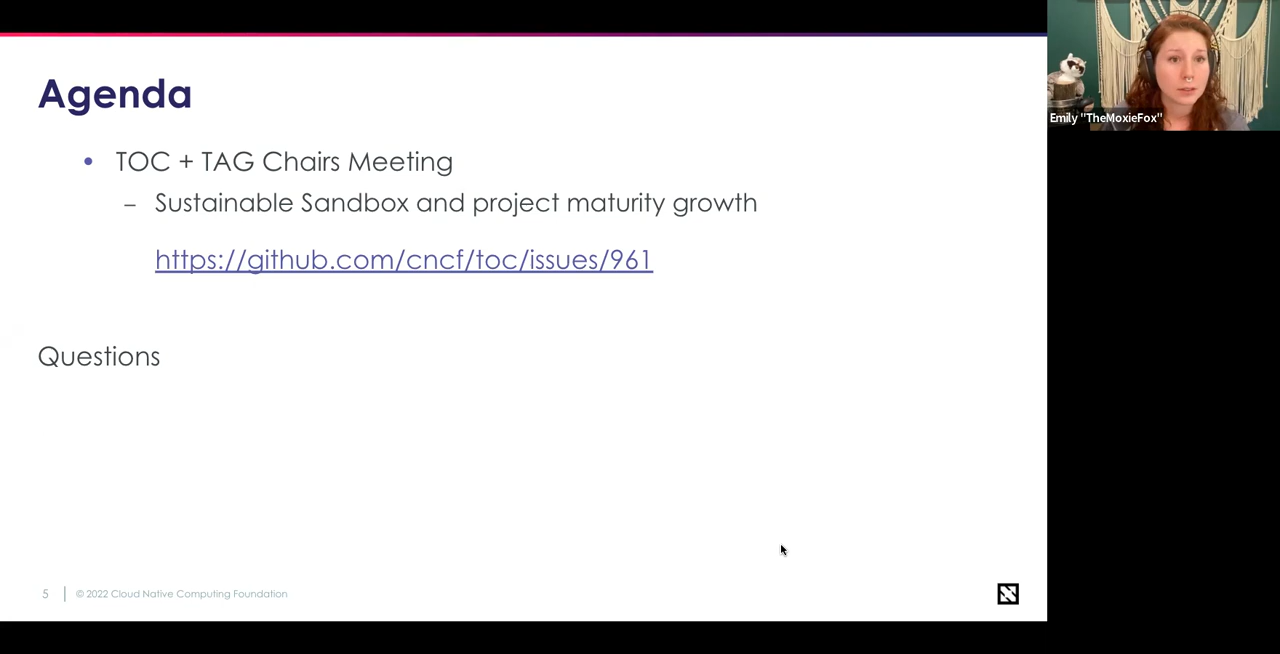 Agenda
• TOC + TAG Chairs Meeting
– Sustainable Sandbox and project maturity growth
https://github.com/cncf/toc/issues/961
Questions
5 | © 2022 Cloud Native Computing Foundation
Emily "TheMoxieFox"